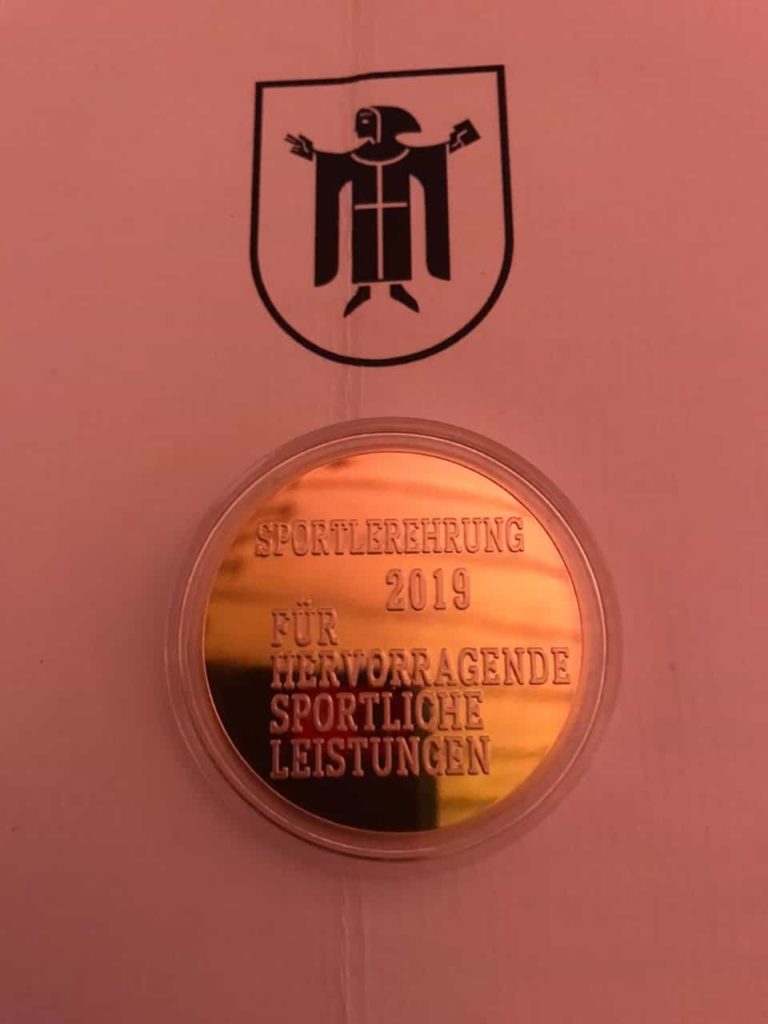 SPORTLEREHRUNG
2019
FÜR
HERVORRAGENDE
SPORTLICHE
LEISTUNGEN